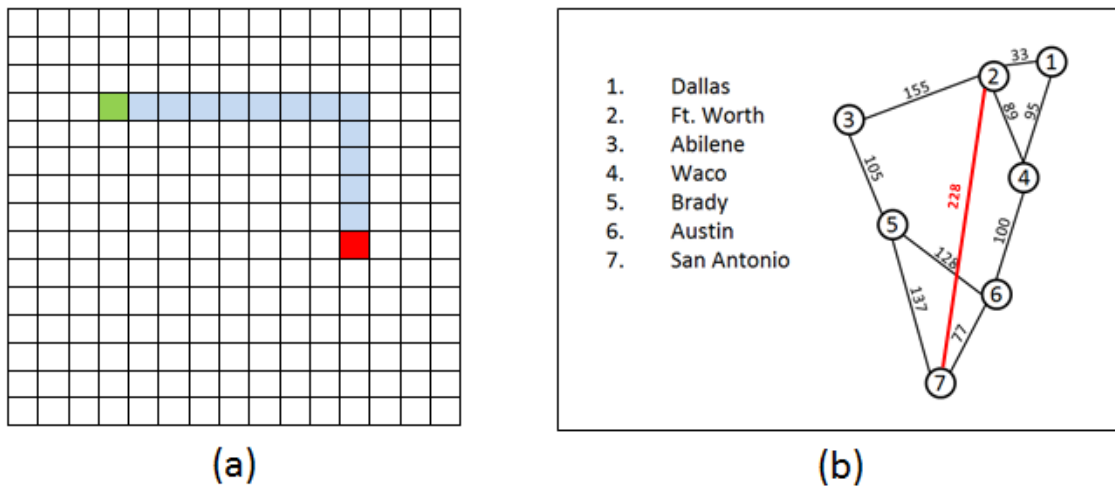 1. Dallas
2. Ft. Worth
3. Abilene
4. Waco
5. Brady
6. Austin
7. San Antonio
33
1
2
155
89
95
3
4
105
228
5
100
128
6
137
77
7
(a)
(b)